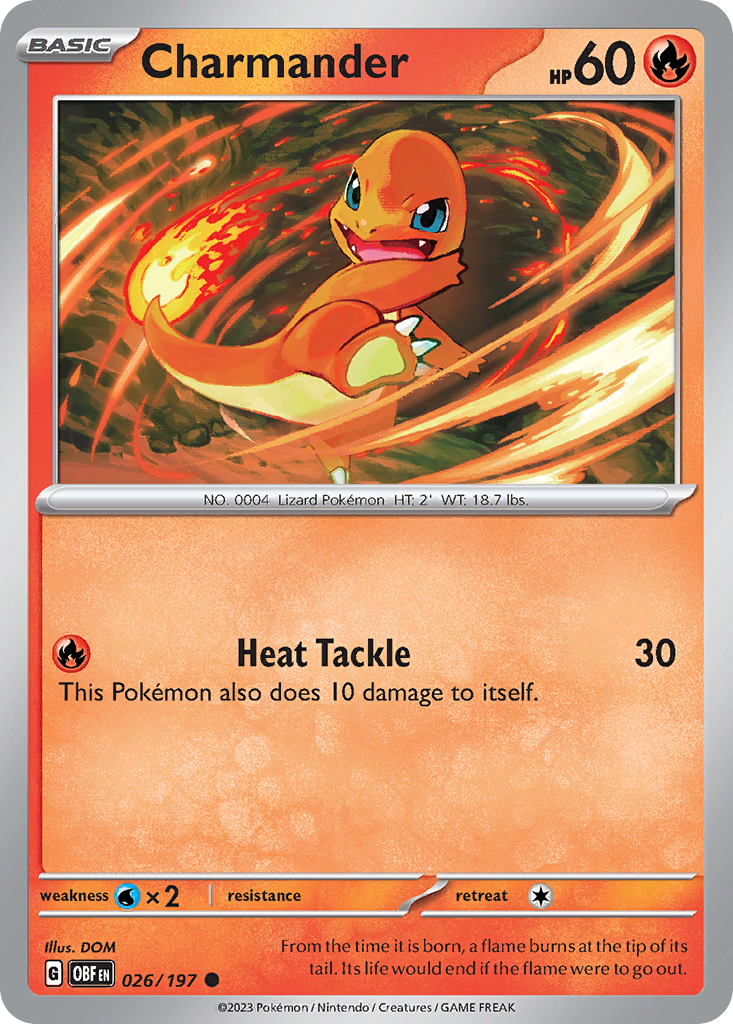 BASIC
Charmander
HP 60
NO. 0004 Lizard Pokémon HT: 2' WT: 18.7 lbs.
Heat Tackle 30
This Pokémon also does 10 damage to itself.
weakness ×2 resistance retreat
Illus. DOM
From the time it is born, a flame burns at the tip of its
tail. Its life would end if the flame were to go out.
G OBF EN 026/197
©2023 Pokémon / Nintendo / Creatures / GAME FREAK